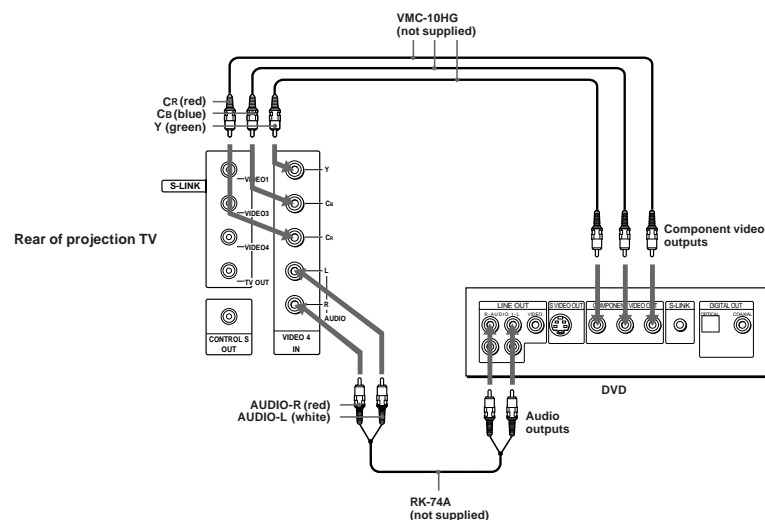 VMC-10HG
(not supplied)
CR (red)
CB (blue)
Y (green)
S-LINK
VIDEO1
VIDEO3
VIDEO4
TV OUT
Y
CB
CR
L
R
AUDIO
CONTROL S
OUT
VIDEO 4
IN
Rear of projection TV
Component video
outputs
LINE OUT
R-AUDIO 1-L
VIDEO
S VIDEO OUT
COMPONENT VIDEO OUT
S-LINK
DIGITAL OUT
OPTICAL
COAXIAL
DVD
AUDIO-R (red)
AUDIO-L (white)
Audio
outputs
RK-74A
(not supplied)